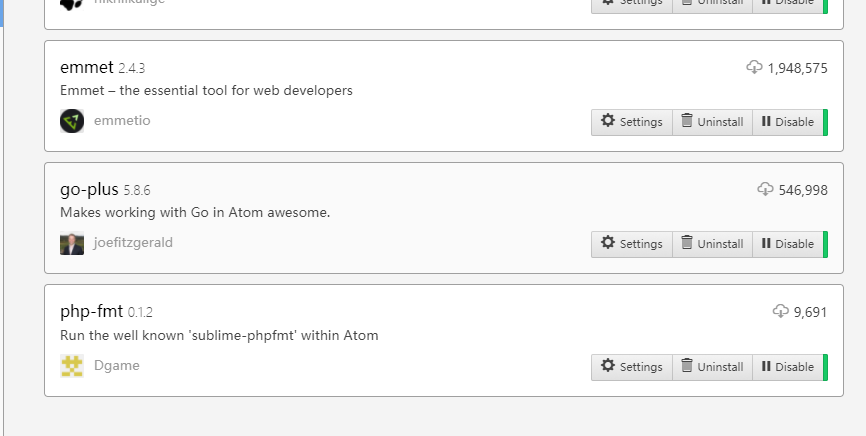 nikhilkalige
Settings Uninstall Disable
emmet 2.4.3 1,948,575
Emmet – the essential tool for web developers
emmetio Settings Uninstall Disable
go-plus 5.8.6 546,998
Makes working with Go in Atom awesome.
joefitzgerald Settings Uninstall Disable
php-fmt 0.1.2 9,691
Run the well known 'sublime-phpfmt' within Atom
Dgame Settings Uninstall Disable